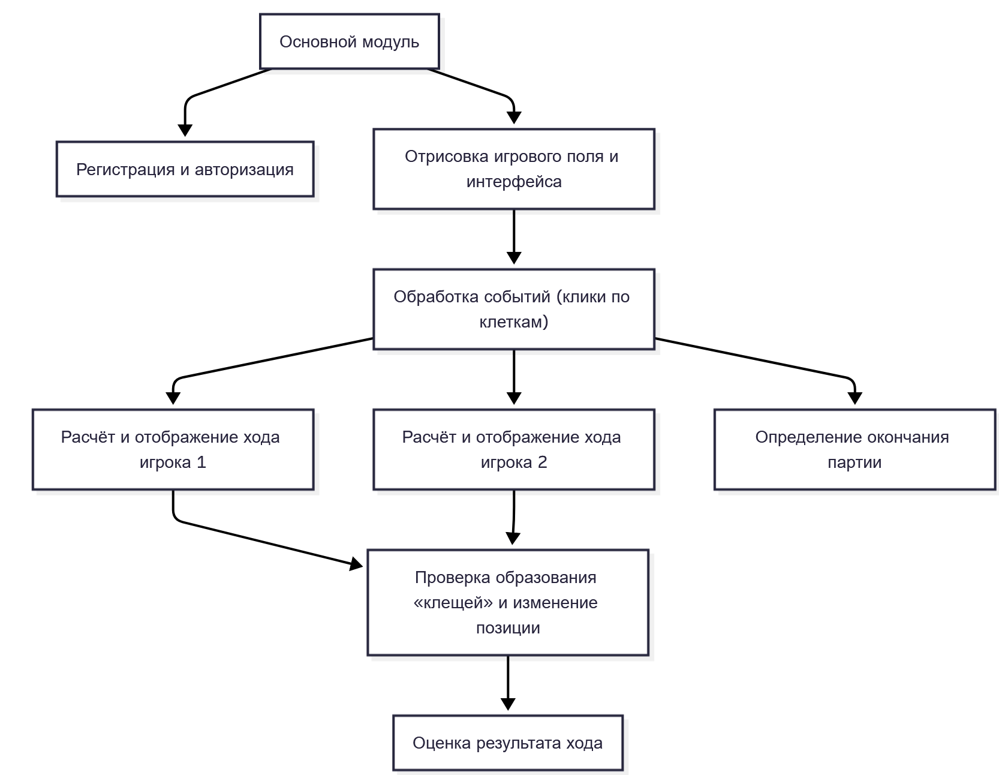 Основной модуль
Регистрация и авторизация
Отрисовка игрового поля и
интерфейса
Обработка событий (клики по
клеткам)
Расчёт и отображение хода
игрока 1
Расчёт и отображение хода
игрока 2
Определение окончания
партии
Проверка образования
«клещей» и изменение
позиции
Оценка результата хода